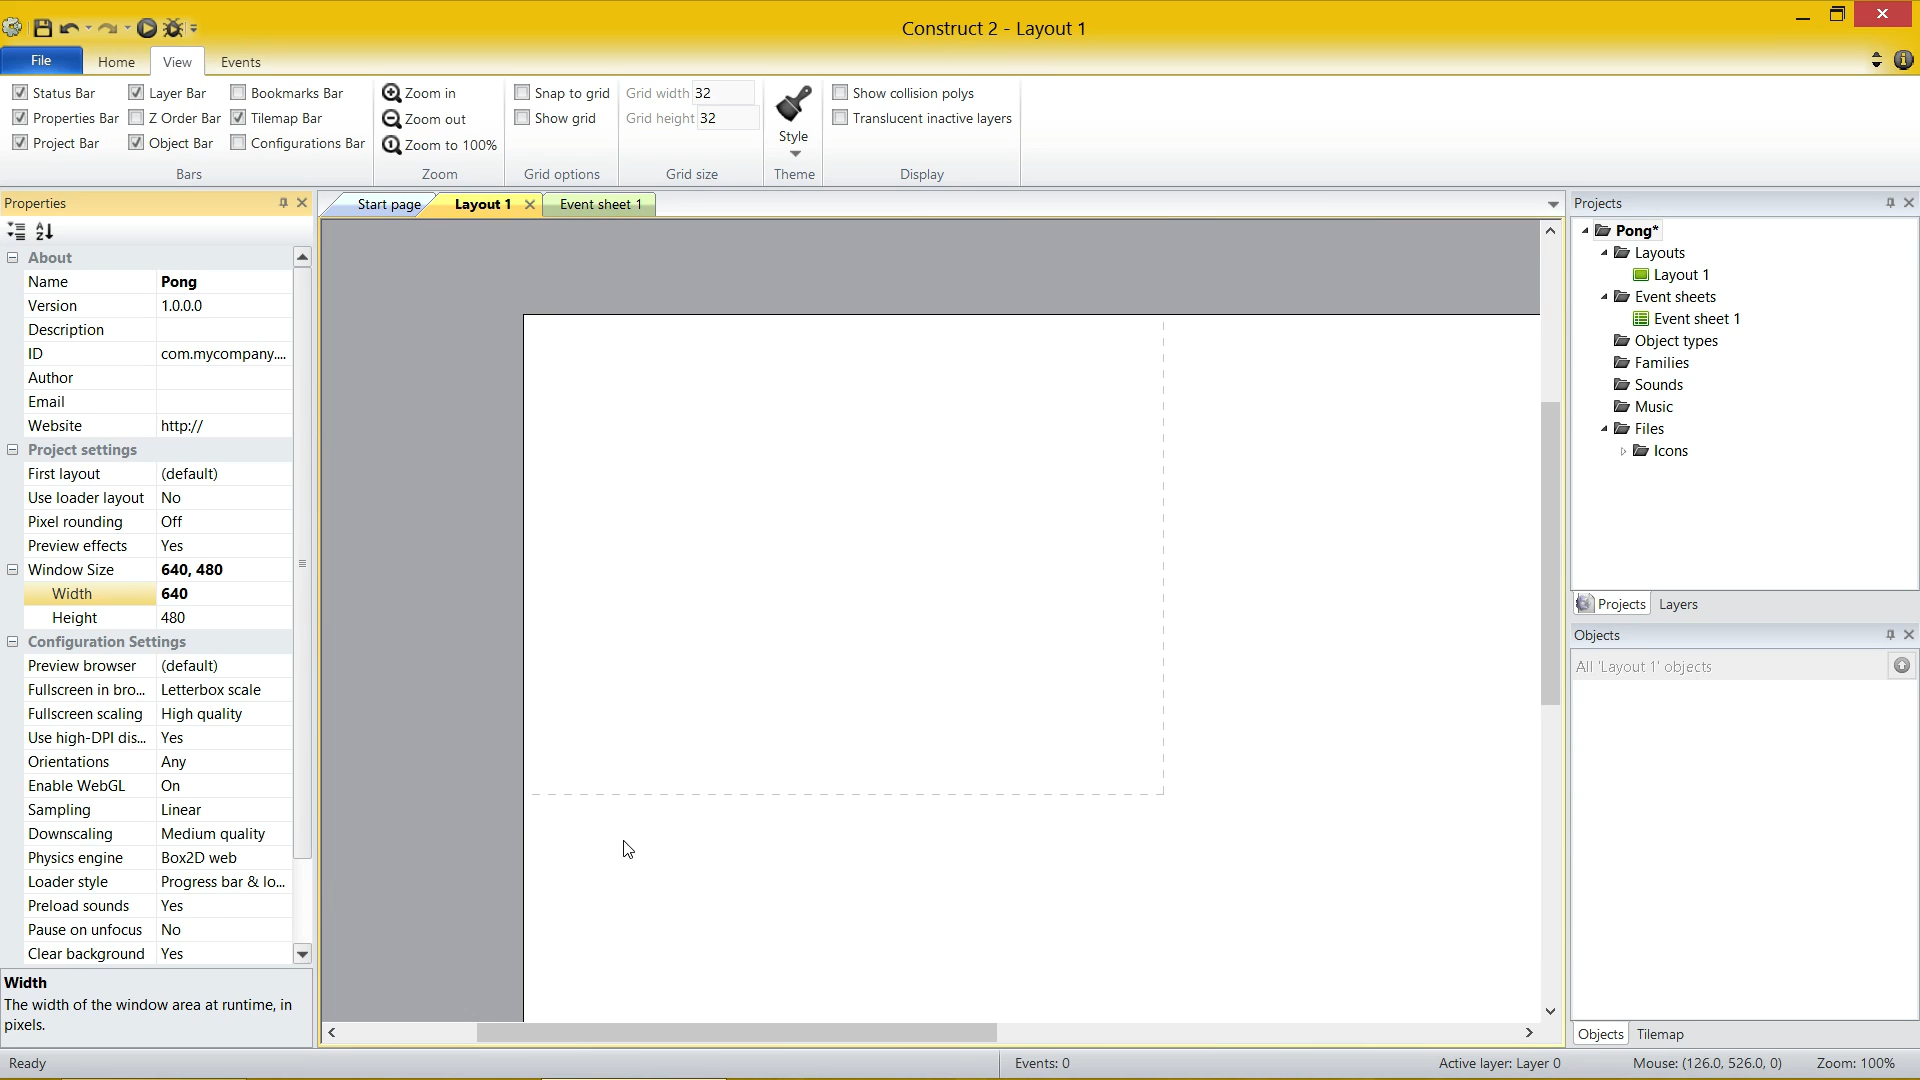 Construct 2 - Layout 1
File Home View Events
Status Bar Layer Bar Bookmarks Bar
Properties Bar Z Order Bar Tilemap Bar
Project Bar Object Bar Configurations Bar
Bars
Zoom in
Zoom out
Zoom to 100%
Zoom
Snap to grid
Show grid
Grid options
Grid width 32
Grid height 32
Grid size
Style
Theme
Show collision polys
Translucent inactive layers
Display
Properties
About
Name Pong
Version 1.0.0.0
Description
ID com.mycompany....
Author
Email
Website http://
Project settings
First layout (default)
Use loader layout No
Pixel rounding Off
Preview effects Yes
Window Size 640, 480
Width 640
Height 480
Configuration Settings
Preview browser (default)
Fullscreen in bro... Letterbox scale
Fullscreen scaling High quality
Use high-DPI dis... Yes
Orientations Any
Enable WebGL On
Sampling Linear
Downscaling Medium quality
Physics engine Box2D web
Loader style Progress bar & lo...
Preload sounds Yes
Pause on unfocus No
Clear background Yes
Width
The width of the window area at runtime, in
pixels.
Start page Layout 1 Event sheet 1
Projects
Pong*
Layouts
Layout 1
Event sheets
Event sheet 1
Object types
Families
Sounds
Music
Files
Icons
Projects Layers
Objects
All 'Layout 1' objects
Objects Tilemap
Ready Events: 0 Active layer: Layer 0 Mouse: (126.0, 526.0, 0) Zoom: 100%